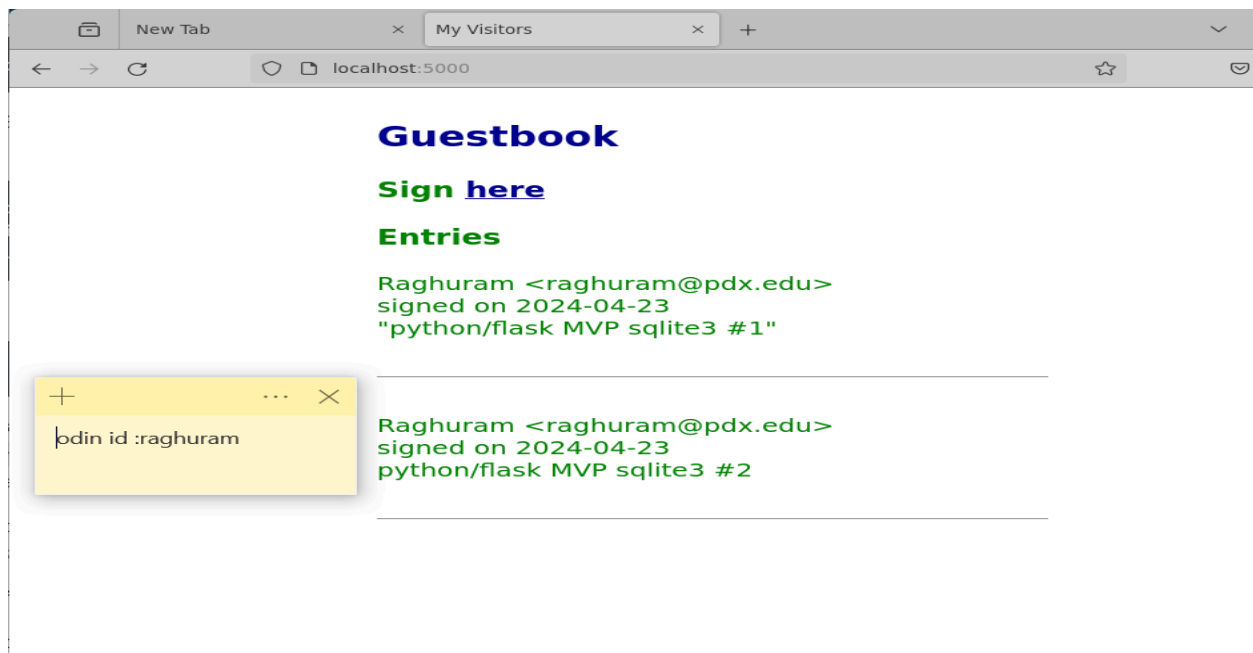 New Tab
My Visitors
localhost:5000
Guestbook
Sign here
Entries
Raghuram <raghuram@pdx.edu>
signed on 2024-04-23
"python/flask MVP sqlite3 #1"
odin id :raghuram
Raghuram <raghuram@pdx.edu>
signed on 2024-04-23
python/flask MVP sqlite3 #2